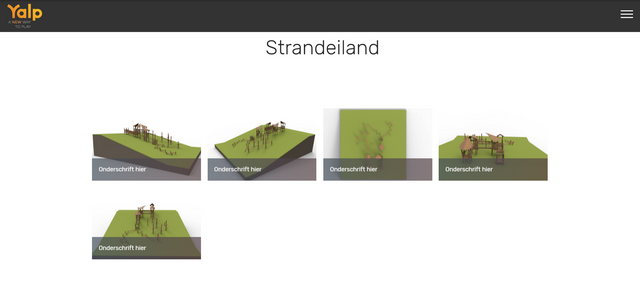 Yalp
A NEW WAY
TO PLAY
Strandeiland
Onderschrift hier
Onderschrift hier
Onderschrift hier
Onderschrift hier
Onderschrift hier